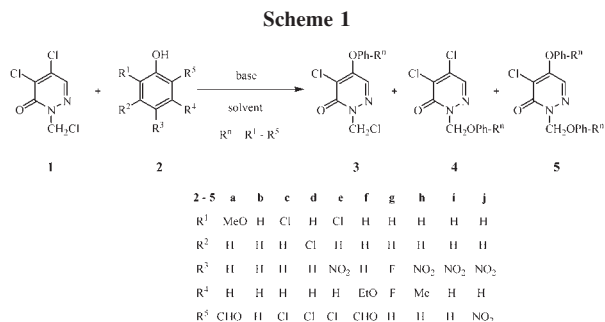 Scheme 1
Cl
Cl
O
N
N
CH₂Cl
1
+
OH
R¹
R⁵
R²
R⁴
R³
2
base
solvent
Rⁿ R¹ - R⁵
OPh-Rⁿ
Cl
O
N
N
CH₂Cl
3
+
Cl
Cl
O
N
N
CH₂OPh-Rⁿ
4
+
OPh-Rⁿ
Cl
O
N
N
CH₂OPh-Rⁿ
5
2 - 5 a b c d e f g h i j
R¹ MeO H Cl H Cl H H H H H
R² H H H Cl H H H H H H
R³ H H H H NO₂ H F NO₂ NO₂ NO₂
R⁴ H H H H H EtO F Me H H
R⁵ CHO H Cl Cl Cl CHO H H H NO₂